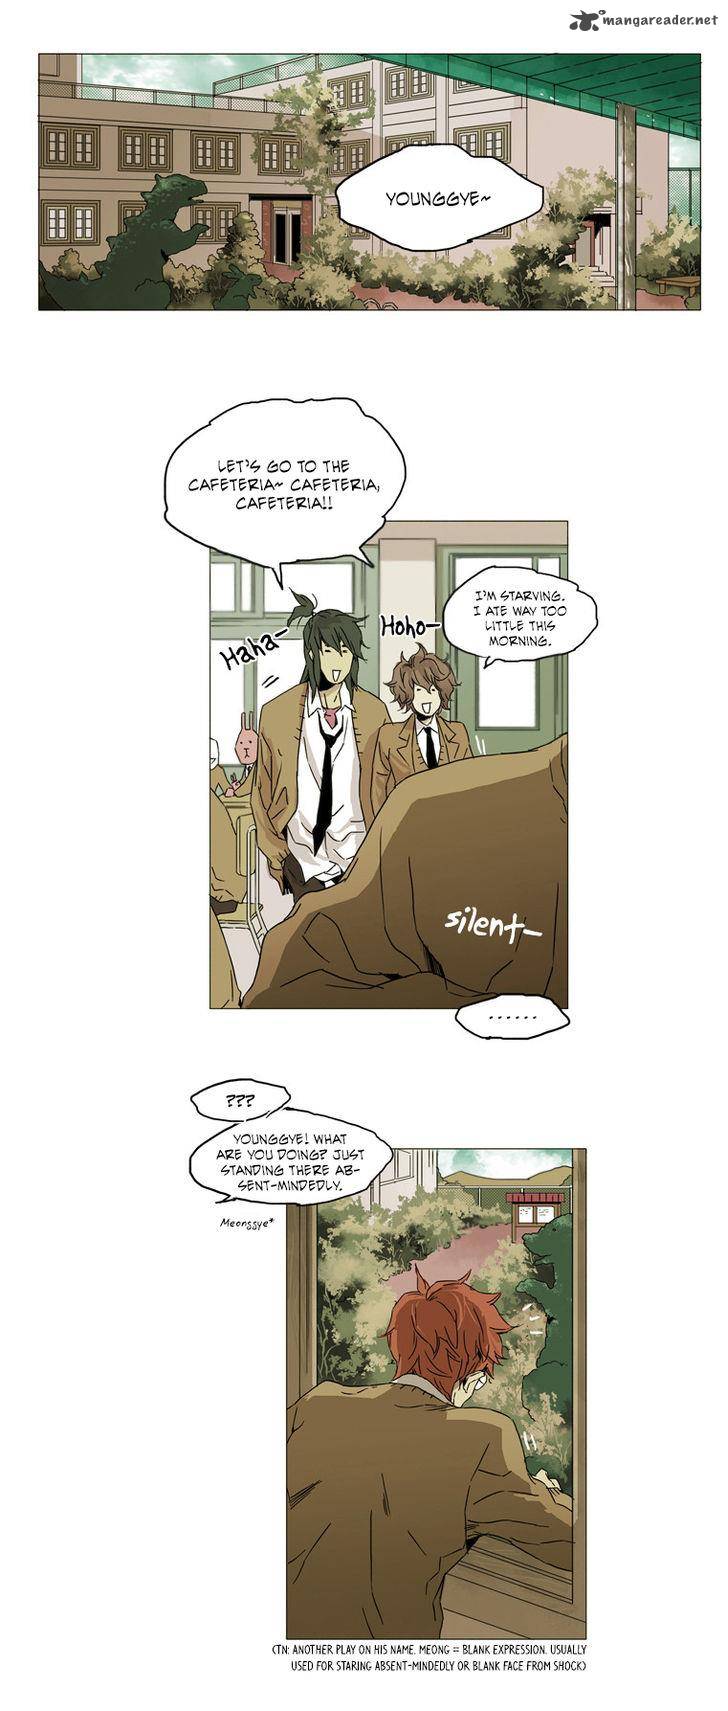 mangareader.net
YOUNGGYE~
LET'S GO TO THE
CAFETERIA~ CAFETERIA,
CAFETERIA!!
I'M STARVING.
I ATE WAY TOO
LITTLE THIS
MORNING.
Haha~
Hoho~
silent~
......
???
YOUNGGYE! WHAT
ARE YOU DOING? JUST
STANDING THERE AB-
SENT-MINDEDLY.
Meonggye*
(TN: ANOTHER PLAY ON HIS NAME. MEONG = BLANK EXPRESSION. USUALLY
USED FOR STARING ABSENT-MINDEDLY OR BLANK FACE FROM SHOCK)